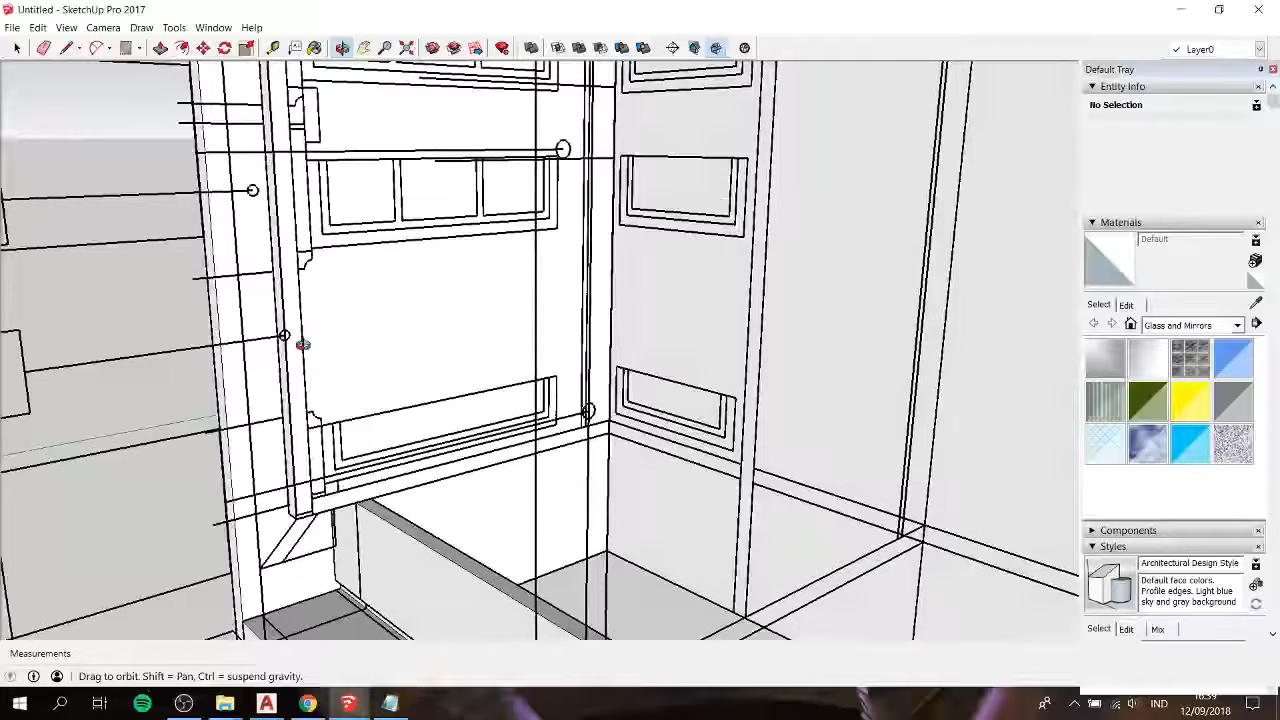 Untitled - SketchUp Pro 2017
File Edit View Camera Draw Tools Window Help
Layer0
Default Tray
Entity Info
No Selection
Materials
Default
Select Edit
Glass and Mirrors
Components
Styles
Architectural Design Style
Default face colors.
Profile edges. Light blue
sky and gray background
Select Edit Mix
Measurements
Drag to orbit. Shift = Pan, Ctrl = suspend gravity.
IND
16:39
12/09/2018